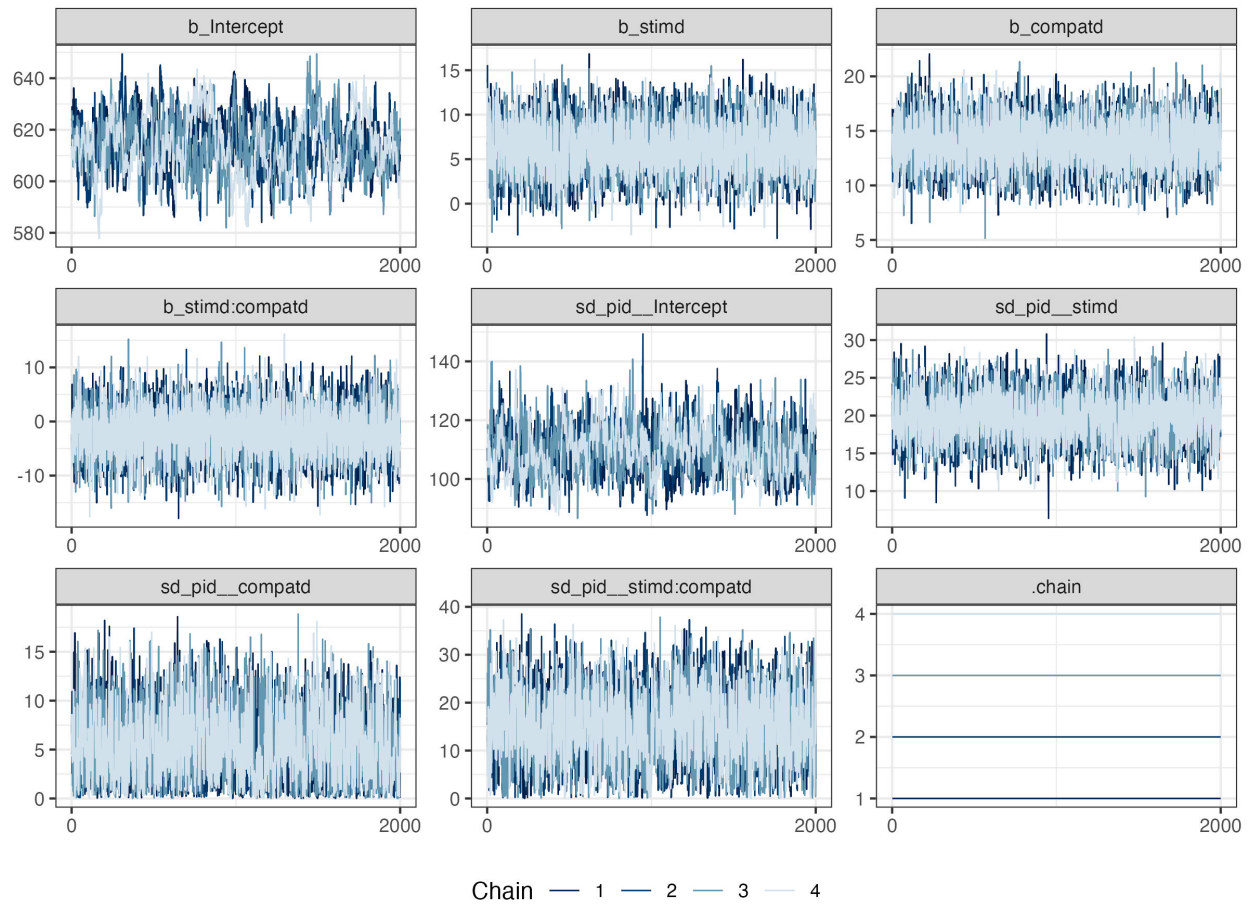 b_Intercept b_stimd b_compatd
640 620 600 580
0 2000
15 10 5 0
0 2000
20 15 10 5
0 2000
b_stimd:compatd sd_pid__Intercept sd_pid__stimd
10 0 -10
0 2000
140 120 100
0 2000
30 25 20 15 10
0 2000
sd_pid__compatd sd_pid__stimd:compatd .chain
15 10 5 0
0 2000
40 30 20 10 0
0 2000
4 3 2 1
0 2000
Chain 1 2 3 4